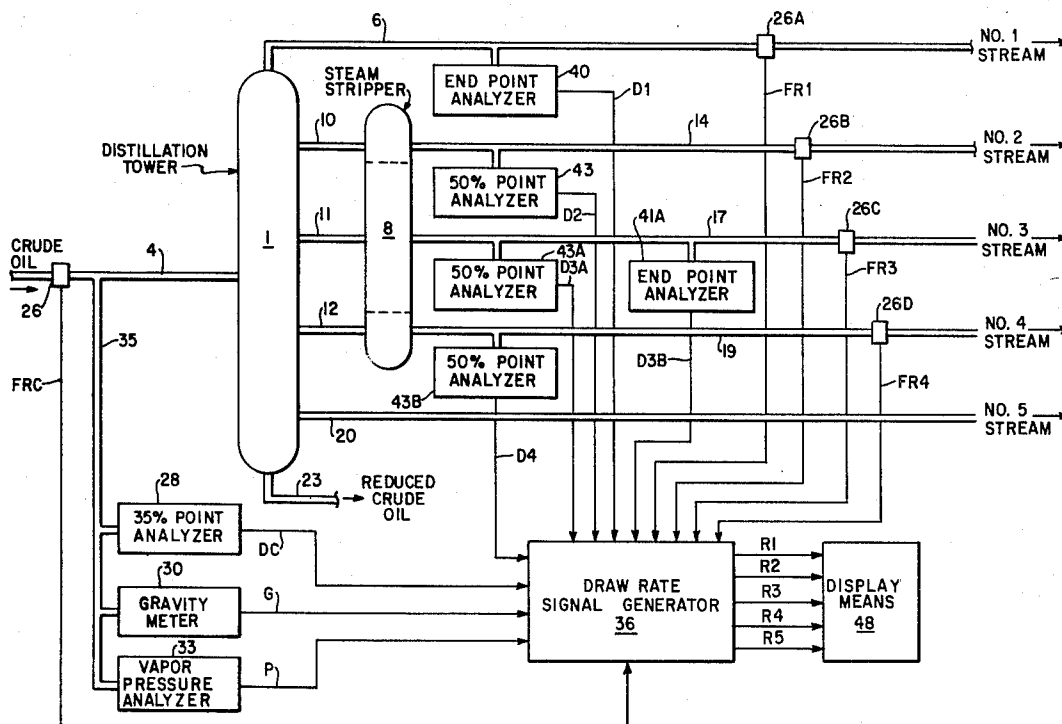 6
26A
NO. 1
STREAM
STEAM
STRIPPER
END POINT
ANALYZER
40
D1
FR1
10
14
26B
NO. 2
STREAM
DISTILLATION
TOWER
50% POINT
ANALYZER
43
D2
FR2
1
8
11
41A
17
26C
NO. 3
STREAM
CRUDE
OIL
4
26
50% POINT
ANALYZER
43A
D3A
END POINT
ANALYZER
FR3
26D
12
NO. 4
STREAM
35
FRC
50% POINT
ANALYZER
43B
D3B
19
FR4
20
NO. 5
STREAM
D4
23
REDUCED
CRUDE
OIL
28
35% POINT
ANALYZER
DC
30
GRAVITY
METER
G
33
VAPOR
PRESSURE
ANALYZER
P
DRAW RATE
SIGNAL GENERATOR
36
R1
R2
R3
R4
R5
DISPLAY
MEANS
48